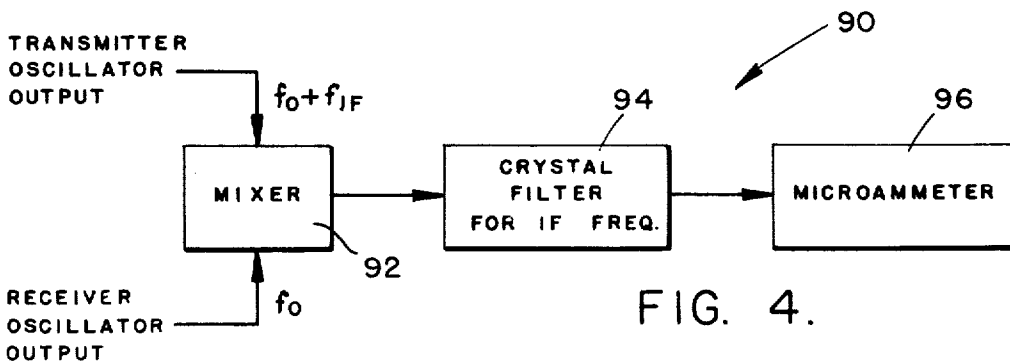 TRANSMITTER
OSCILLATOR
OUTPUT
f₀+fIF
90
94
96
MIXER
92
CRYSTAL
FILTER
FOR IF FREQ.
MICROAMMETER
RECEIVER
OSCILLATOR
OUTPUT
f₀
FIG. 4.